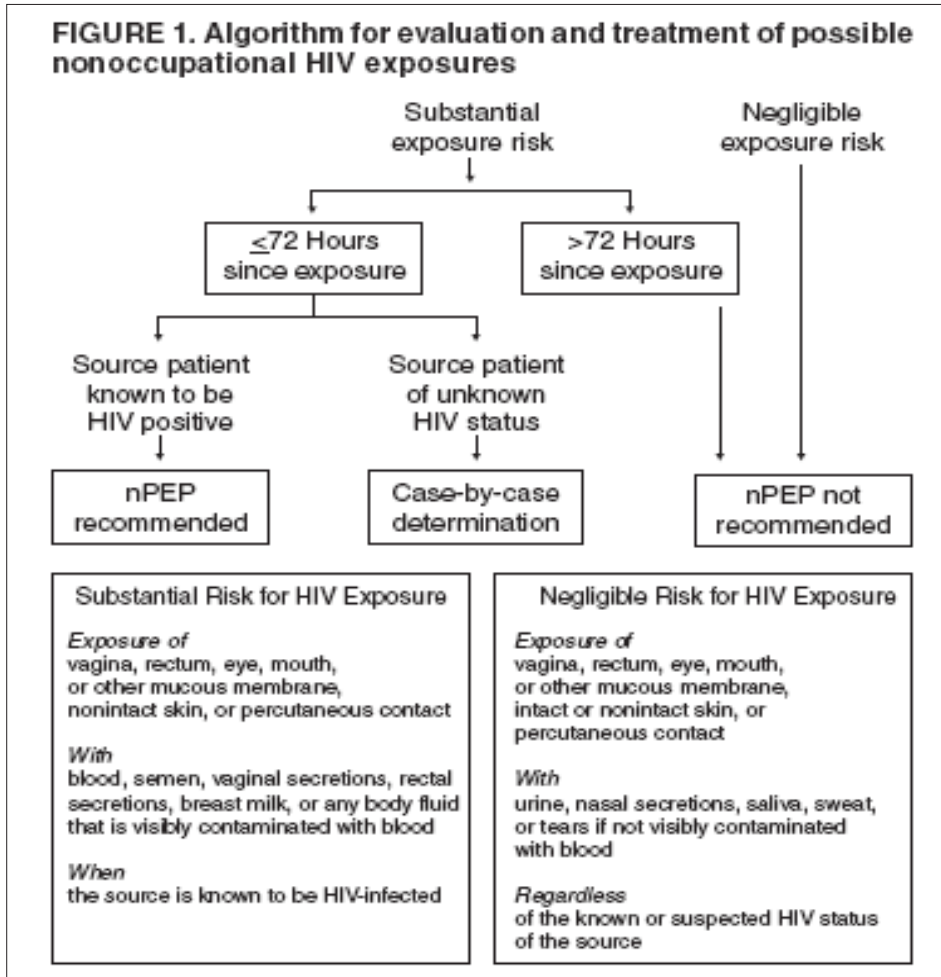 FIGURE 1. Algorithm for evaluation and treatment of possible
nonoccupational HIV exposures
Substantial
exposure risk
Negligible
exposure risk
≤72 Hours
since exposure
>72 Hours
since exposure
Source patient
known to be
HIV positive
Source patient
of unknown
HIV status
nPEP
recommended
Case-by-case
determination
nPEP not
recommended
Substantial Risk for HIV Exposure
Exposure of
vagina, rectum, eye, mouth,
or other mucous membrane,
nonintact skin, or percutaneous contact
With
blood, semen, vaginal secretions, rectal
secretions, breast milk, or any body fluid
that is visibly contaminated with blood
When
the source is known to be HIV-infected
Negligible Risk for HIV Exposure
Exposure of
vagina, rectum, eye, mouth,
or other mucous membrane,
intact or nonintact skin, or
percutaneous contact
With
urine, nasal secretions, saliva, sweat,
or tears if not visibly contaminated
with blood
Regardless
of the known or suspected HIV status
of the source